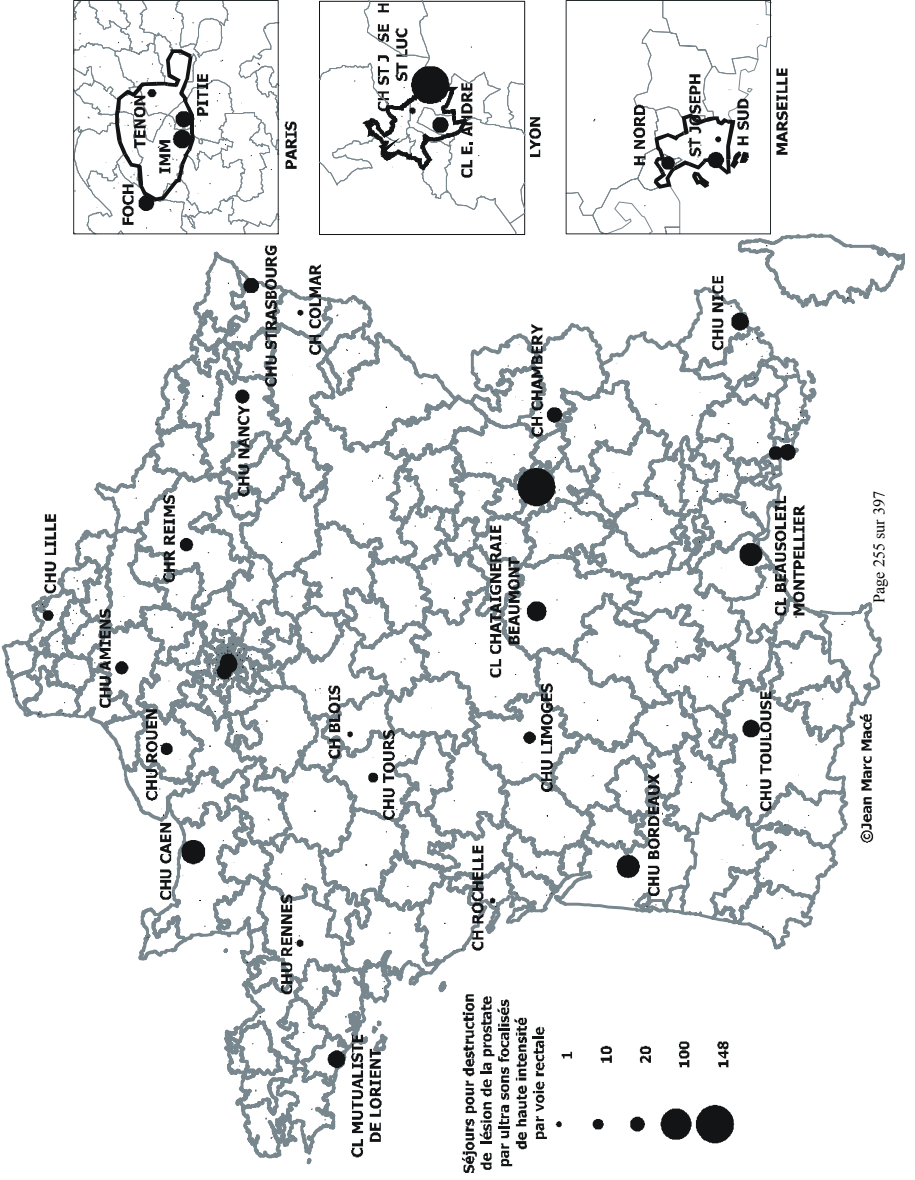 CHU LILLE
CHU AMIENS
CHU ROUEN
CHR REIMS
CHU CAEN
CHU NANCY
CHU STRASBOURG
CH COLMAR
CHU RENNES
CH BLOIS
CHU TOURS
CL MUTUALISTE
DE LORIENT
CH ROCHELLE
CHU LIMOGES
CL CHATAIGNERAIE
BEAUMONT
CH CHAMBERY
CHU BORDEAUX
CHU TOULOUSE
CL BEAUSOLEIL
MONTPELLIER
CHU NICE
FOCH
TENON
IMM
PITIE
PARIS
CH ST J SE H
ST LUC
CL E. ANDRE
LYON
H NORD
ST JOSEPH
H SUD
MARSEILLE
Séjours pour destruction
de lésion de la prostate
par ultra sons focalisés
de haute intensité
par voie rectale
1
10
20
100
148
©Jean Marc Macé
Page 255 sur 397